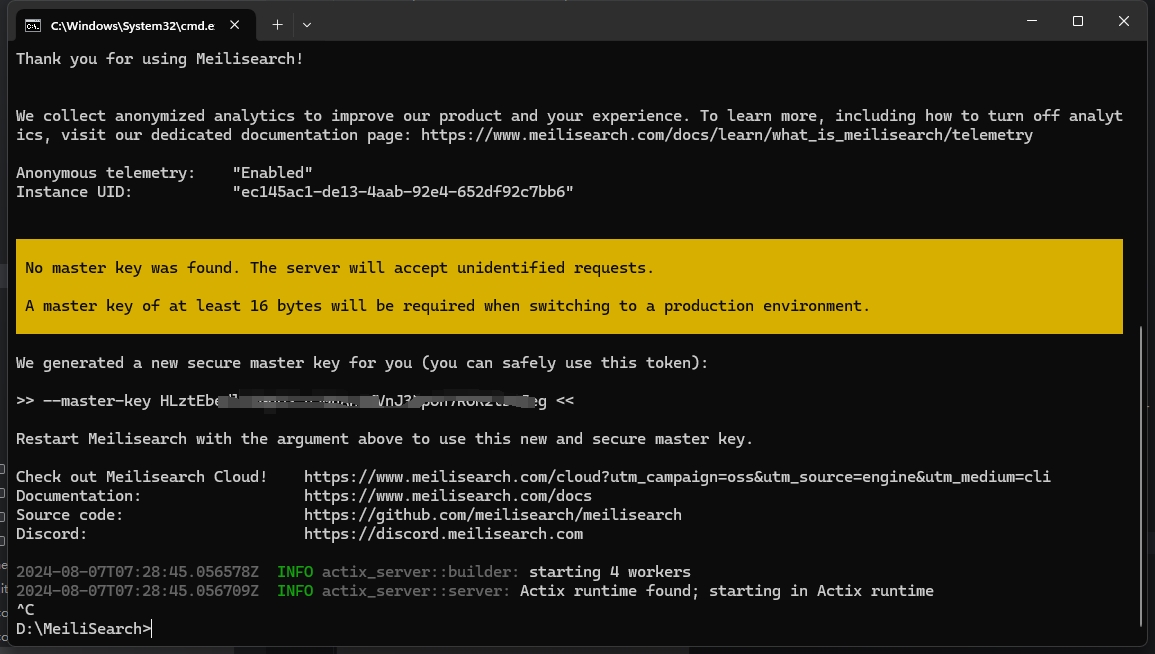 C:\Windows\System32\cmd.e
Thank you for using Meilisearch!
We collect anonymized analytics to improve our product and your experience. To learn more, including how to turn off analyt
ics, visit our dedicated documentation page: https://www.meilisearch.com/docs/learn/what_is_meilisearch/telemetry
Anonymous telemetry: "Enabled"
Instance UID: "ec145ac1-de13-4aab-92e4-652df92c7bb6"
No master key was found. The server will accept unidentified requests.
A master key of at least 16 bytes will be required when switching to a production environment.
We generated a new secure master key for you (you can safely use this token):
>> --master-key <<
Restart Meilisearch with the argument above to use this new and secure master key.
Check out Meilisearch Cloud! https://www.meilisearch.com/cloud?utm_campaign=oss&utm_source=engine&utm_medium=cli
Documentation: https://www.meilisearch.com/docs
Source code: https://github.com/meilisearch/meilisearch
Discord: https://discord.meilisearch.com
2024-08-07T07:28:45.056578Z INFO actix_server::builder: starting 4 workers
2024-08-07T07:28:45.056709Z INFO actix_server::server: Actix runtime found; starting in Actix runtime
^C
D:\MeiliSearch>